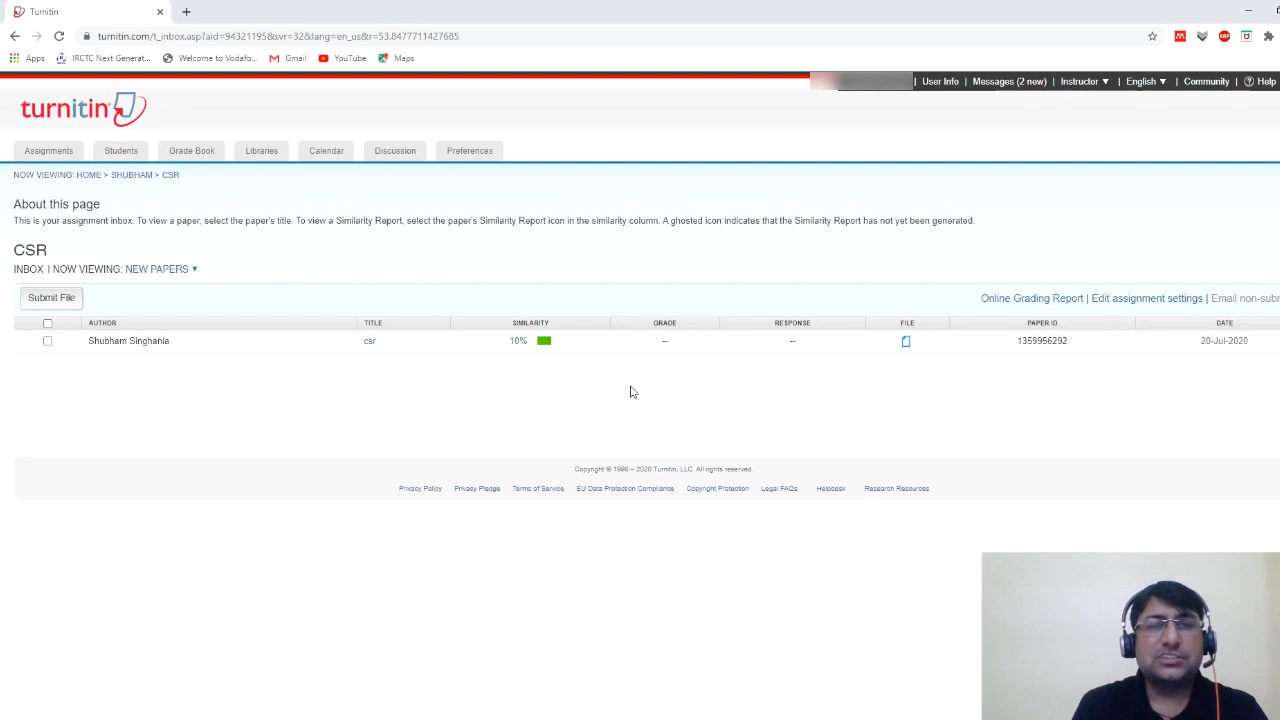 Turnitin
turnitin.com/t_inbox.asp?aid=94321195&svr=32&lang=en_us&r=53.8477711427685
Apps IRCTC Next Generat... Welcome to Vodafo... Gmail YouTube Maps
User Info | Messages (2 new) | Instructor ▼ | English ▼ | Community | Help
turnitin
Assignments Students Grade Book Libraries Calendar Discussion Preferences
NOW VIEWING: HOME > SHUBHAM > CSR
About this page
This is your assignment inbox. To view a paper, select the paper's title. To view a Similarity Report, select the paper's Similarity Report icon in the similarity column. A ghosted icon indicates that the Similarity Report has not yet been generated.
CSR
INBOX | NOW VIEWING: NEW PAPERS ▼
Submit File Online Grading Report | Edit assignment settings | Email non-subm
AUTHOR TITLE SIMILARITY GRADE RESPONSE FILE PAPER ID DATE
Shubham Singhania csr 10% -- -- 1359956292 20-Jul-2020
Copyright © 1998 – 2020 Turnitin, LLC. All rights reserved.
Privacy Policy Privacy Pledge Terms of Service EU Data Protection Compliance Copyright Protection Legal FAQs Helpdesk Research Resources